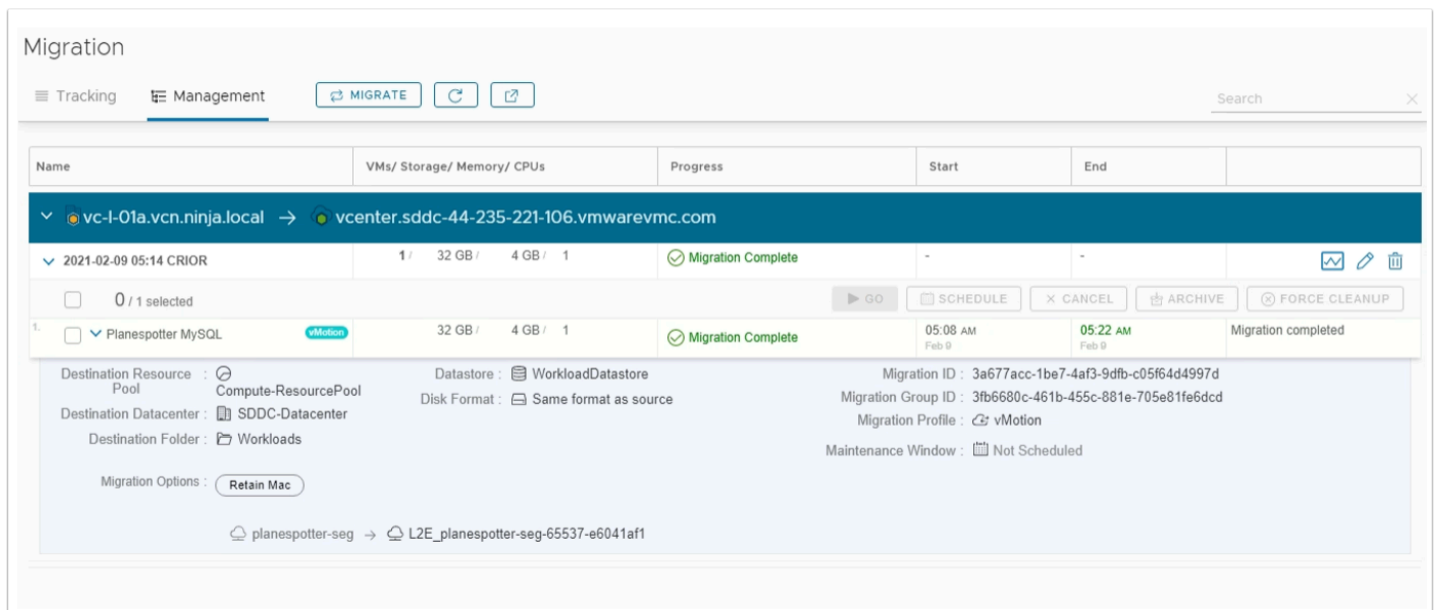 Migration
Tracking Management MIGRATE Search
Name VMs/ Storage/ Memory/ CPUs Progress Start End
vc-l-01a.vcn.ninja.local → vcenter.sddc-44-235-221-106.vmwarevmc.com
2021-02-09 05:14 CRIOR 1 / 32 GB / 4 GB / 1 Migration Complete - -
0 / 1 selected GO SCHEDULE CANCEL ARCHIVE FORCE CLEANUP
1. Planespotter MySQL vMotion 32 GB / 4 GB / 1 Migration Complete 05:08 AM 05:22 AM Migration completed
Feb 9 Feb 9
Destination Resource Pool : Compute-ResourcePool Datastore : WorkloadDatastore Migration ID : 3a677acc-1be7-4af3-9dfb-c05f64d4997d
Destination Datacenter : SDDC-Datacenter Disk Format : Same format as source Migration Group ID : 3fb6680c-461b-455c-881e-705e81fe6dcd
Destination Folder : Workloads Migration Profile : vMotion
Maintenance Window : Not Scheduled
Migration Options : Retain Mac
planespotter-seg → L2E_planespotter-seg-65537-e6041af1